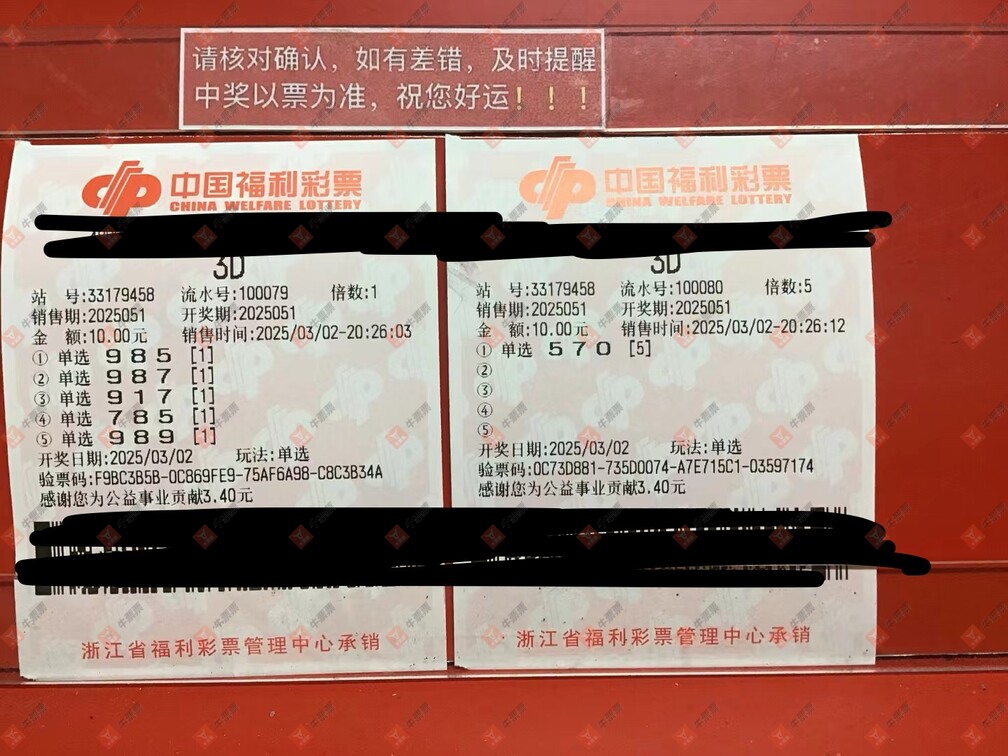 请核对确认，如有差错，及时提醒
中奖以票为准，祝您好运！！！
中国福利彩票
CHINA WELFARE LOTTERY
3D
站 号:33179458 流水号:100079 倍数:1
销售期:2025051 开奖期:2025051
金 额:10.00元 销售时间:2025/03/02-20:26:03
① 单选 985 [1]
② 单选 987 [1]
③ 单选 917 [1]
④ 单选 785 [1]
⑤ 单选 989 [1]
开奖日期:2025/03/02 玩法:单选
验票码:F9BC3B5B-0C869FE9-75AF6A98-C8C3B34A
感谢您为公益事业贡献3.40元
浙江省福利彩票管理中心承销
中国福利彩票
CHINA WELFARE LOTTERY
3D
站 号:33179458 流水号:100080 倍数:5
销售期:2025051 开奖期:2025051
金 额:10.00元 销售时间:2025/03/02-20:26:12
① 单选 570 [5]
②
③
④
⑤
开奖日期:2025/03/02 玩法:单选
验票码:0C73D881-735D0074-A7E715C1-03597174
感谢您为公益事业贡献3.40元
浙江省福利彩票管理中心承销